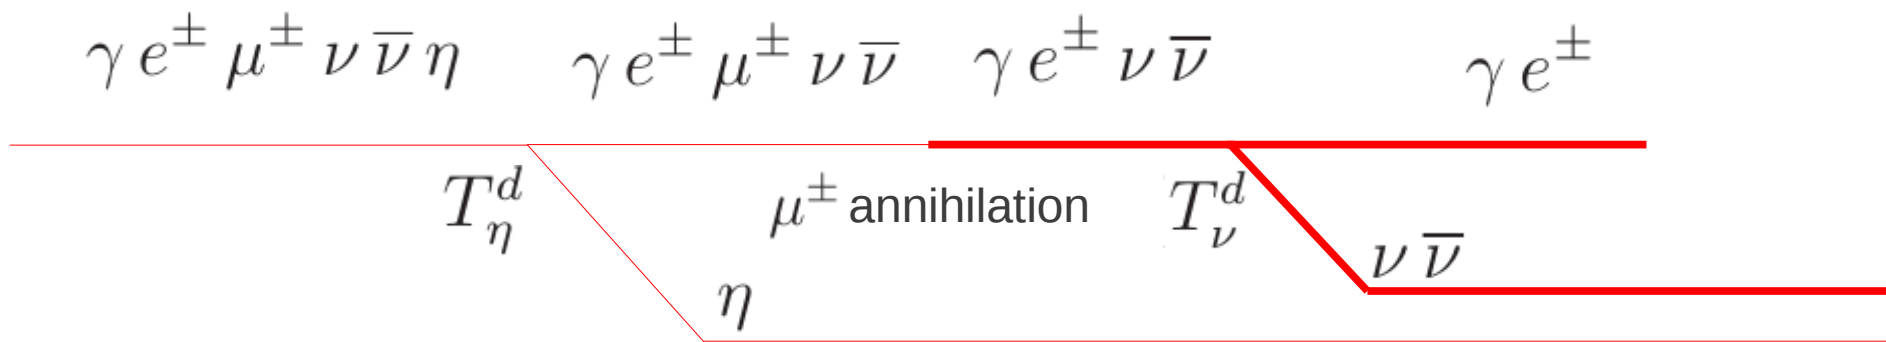 γ e± μ± ν ν̅ η γ e± μ± ν ν̅ γ e± ν ν̅ γ e±
T_η^d μ± annihilation T_ν^d
ν ν̅
η